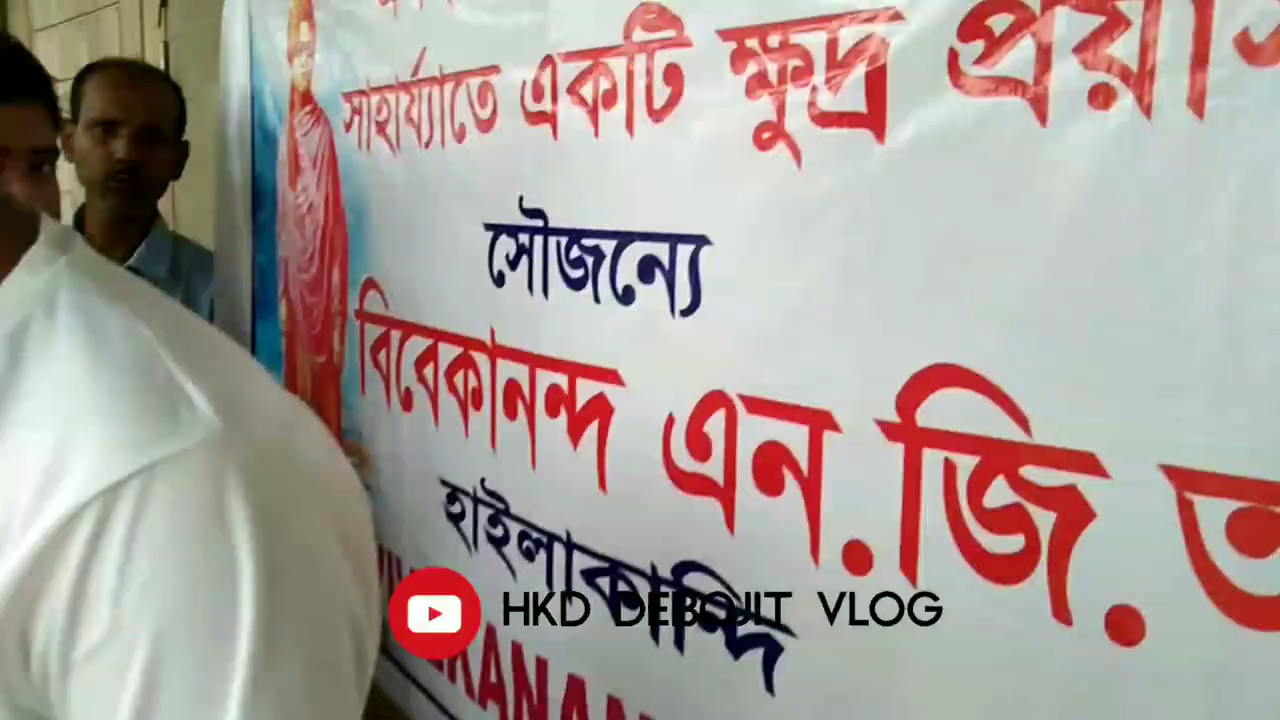 সাহার্য্যাতে একটি ক্ষুদ্র প্রয়াস
সৌজন্যে
বিবেকানন্দ এন.জি.ও
হাইলাকান্দি
HKD DEBOJIT VLOG